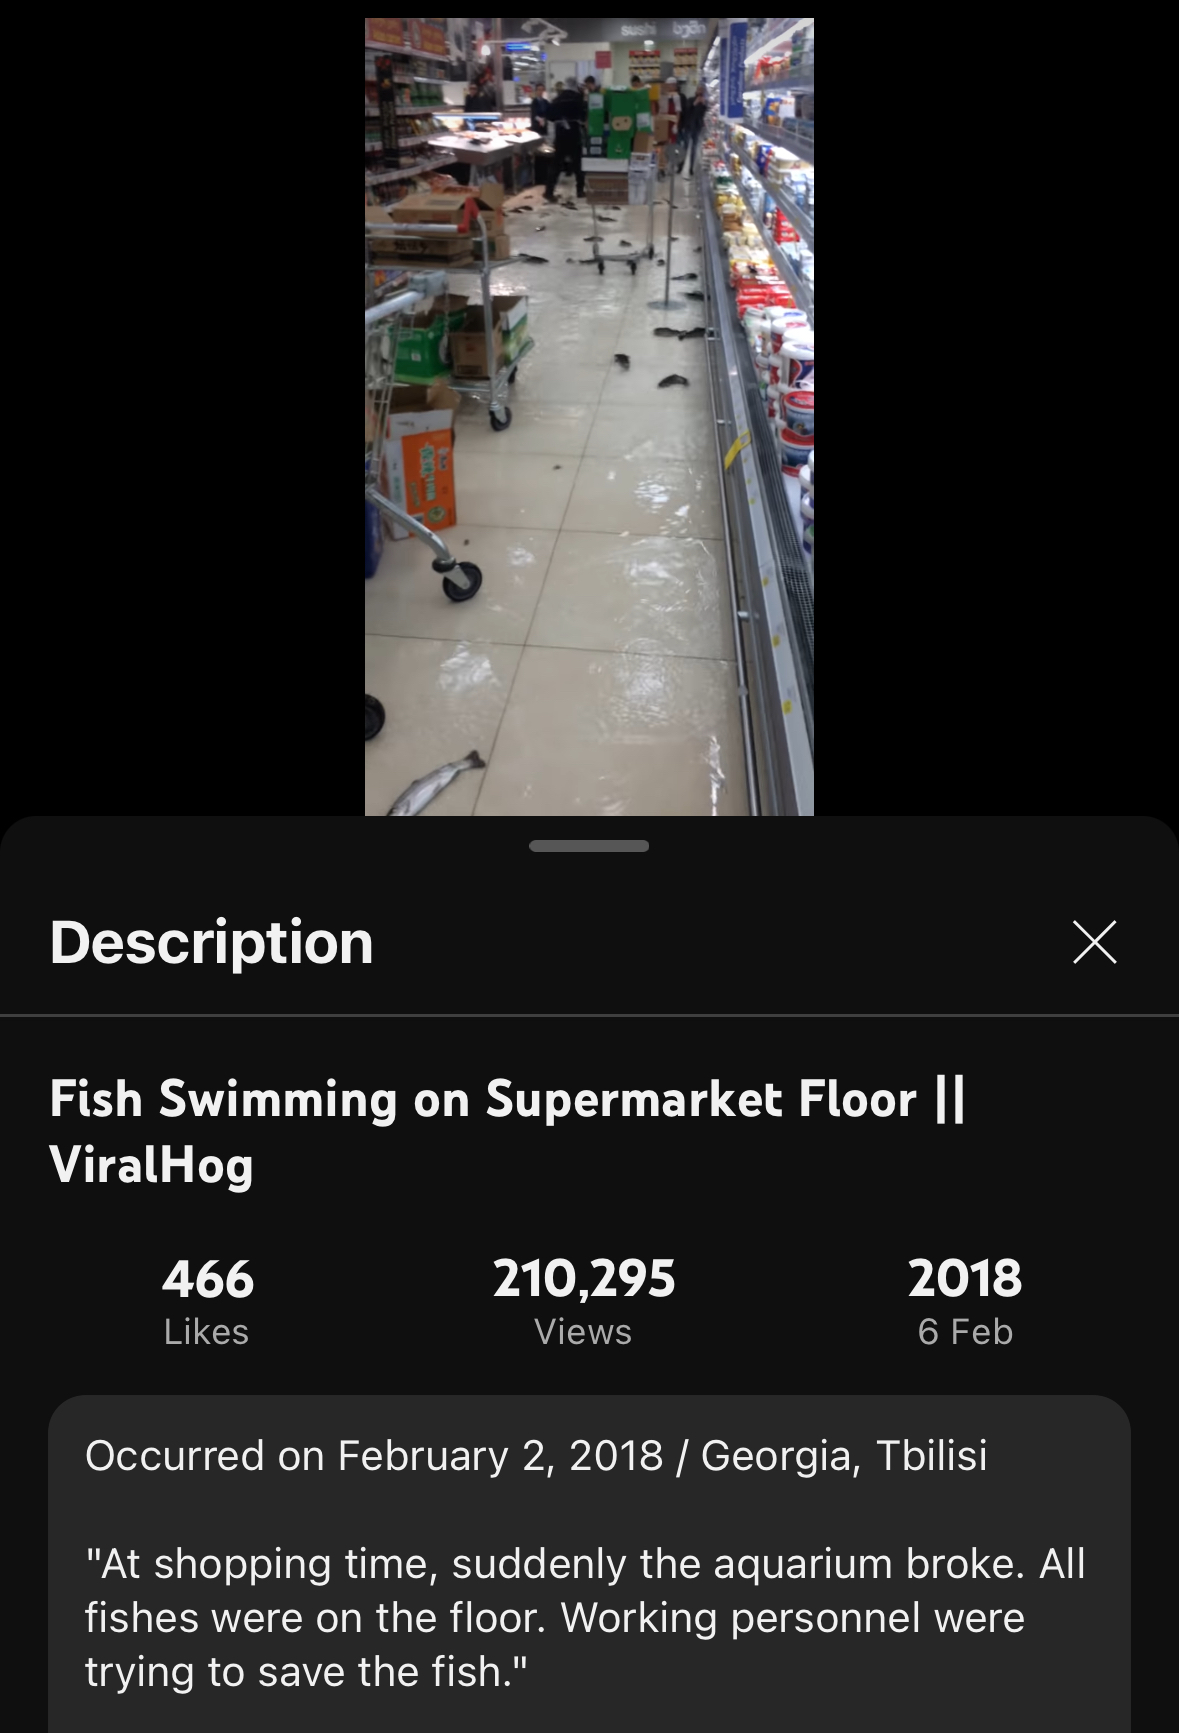 sushi
Description
Fish Swimming on Supermarket Floor ||
ViralHog
466
Likes
210,295
Views
2018
6 Feb
Occurred on February 2, 2018 / Georgia, Tbilisi
"At shopping time, suddenly the aquarium broke. All
fishes were on the floor. Working personnel were
trying to save the fish."